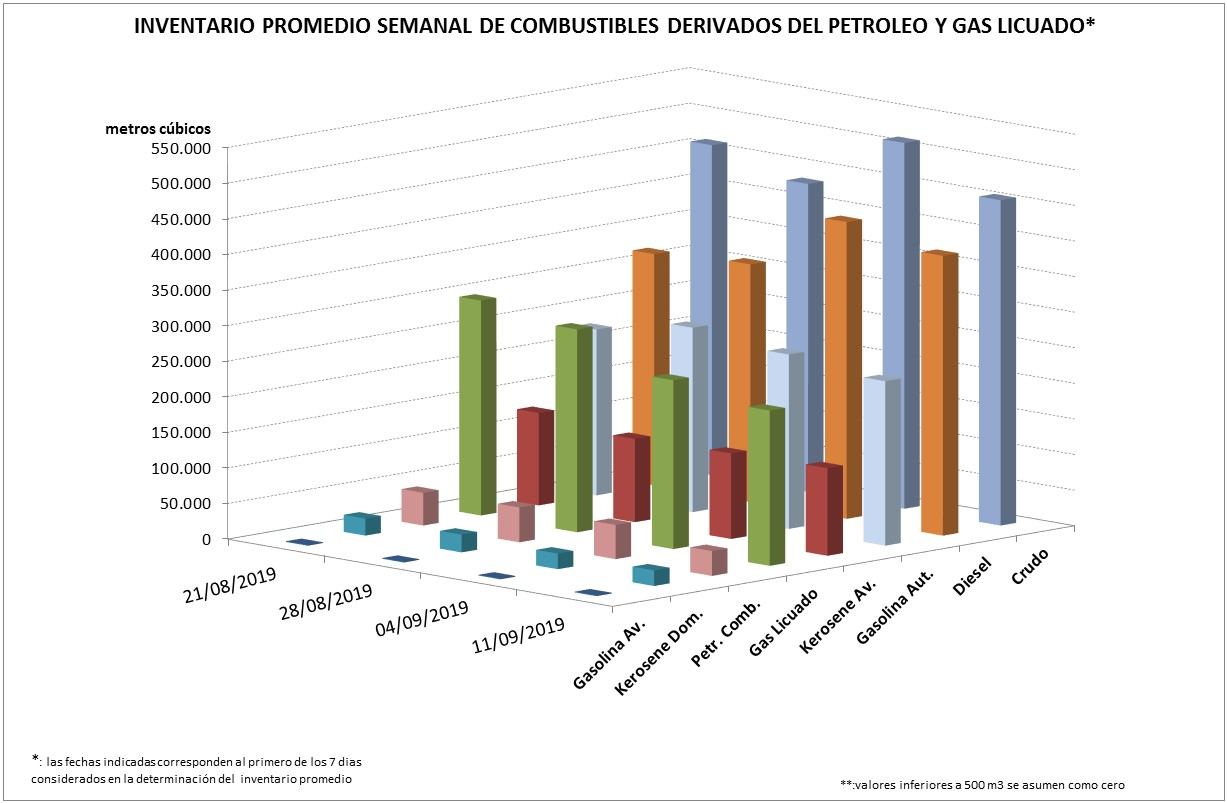 INVENTARIO PROMEDIO SEMANAL DE COMBUSTIBLES DERIVADOS DEL PETROLEO Y GAS LICUADO*
metros cúbicos
550.000
500.000
450.000
400.000
350.000
300.000
250.000
200.000
150.000
100.000
50.000
0
21/08/2019
28/08/2019
04/09/2019
11/09/2019
Gasolina Av.
Kerosene Dom.
Petr. Comb.
Gas Licuado
Kerosene Av.
Gasolina Aut.
Diesel
Crudo
*: las fechas indicadas corresponden al primero de los 7 dias
considerados en la determinación del inventario promedio
**:valores inferiores a 500 m3 se asumen como cero